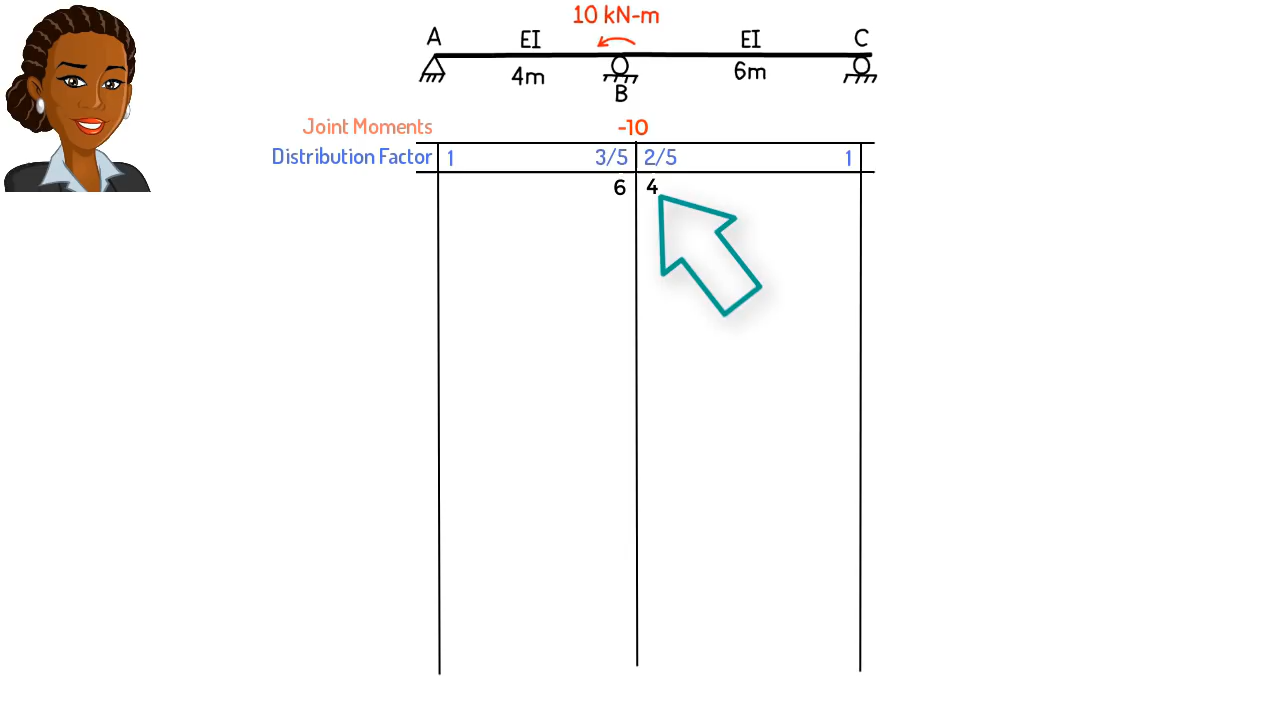 10 kN-m
A EI EI C
4m 6m
B
Joint Moments -10
Distribution Factor 1 3/5 2/5 1
6 4